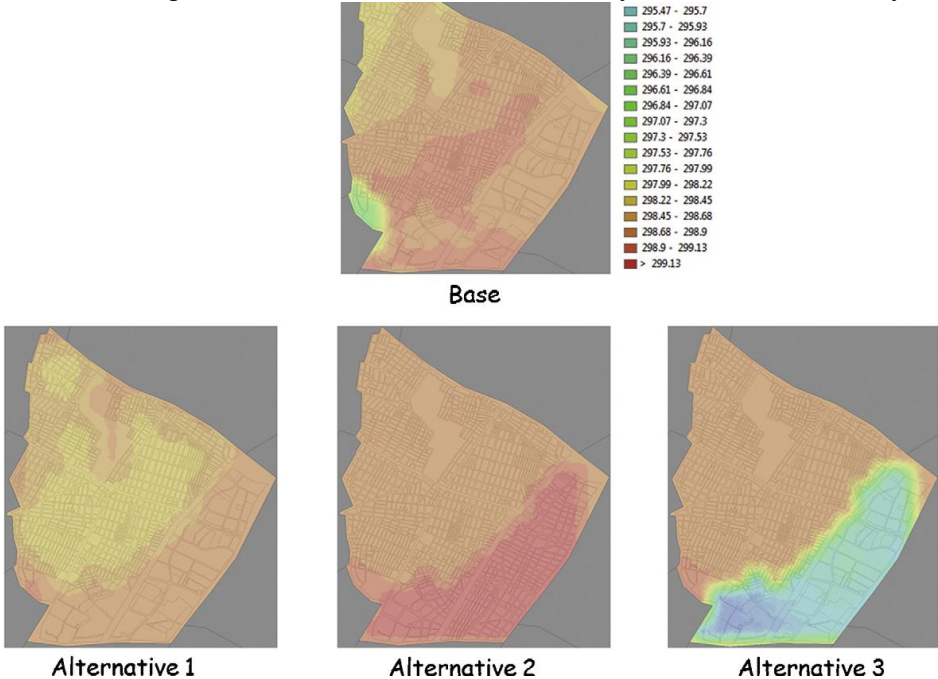 295.47 - 295.7
295.7 - 295.93
295.93 - 296.16
296.16 - 296.39
296.39 - 296.61
296.61 - 296.84
296.84 - 297.07
297.07 - 297.3
297.3 - 297.53
297.53 - 297.76
297.76 - 297.99
297.99 - 298.22
298.22 - 298.45
298.45 - 298.68
298.68 - 298.9
298.9 - 299.13
> 299.13
Base
Alternative 1
Alternative 2
Alternative 3